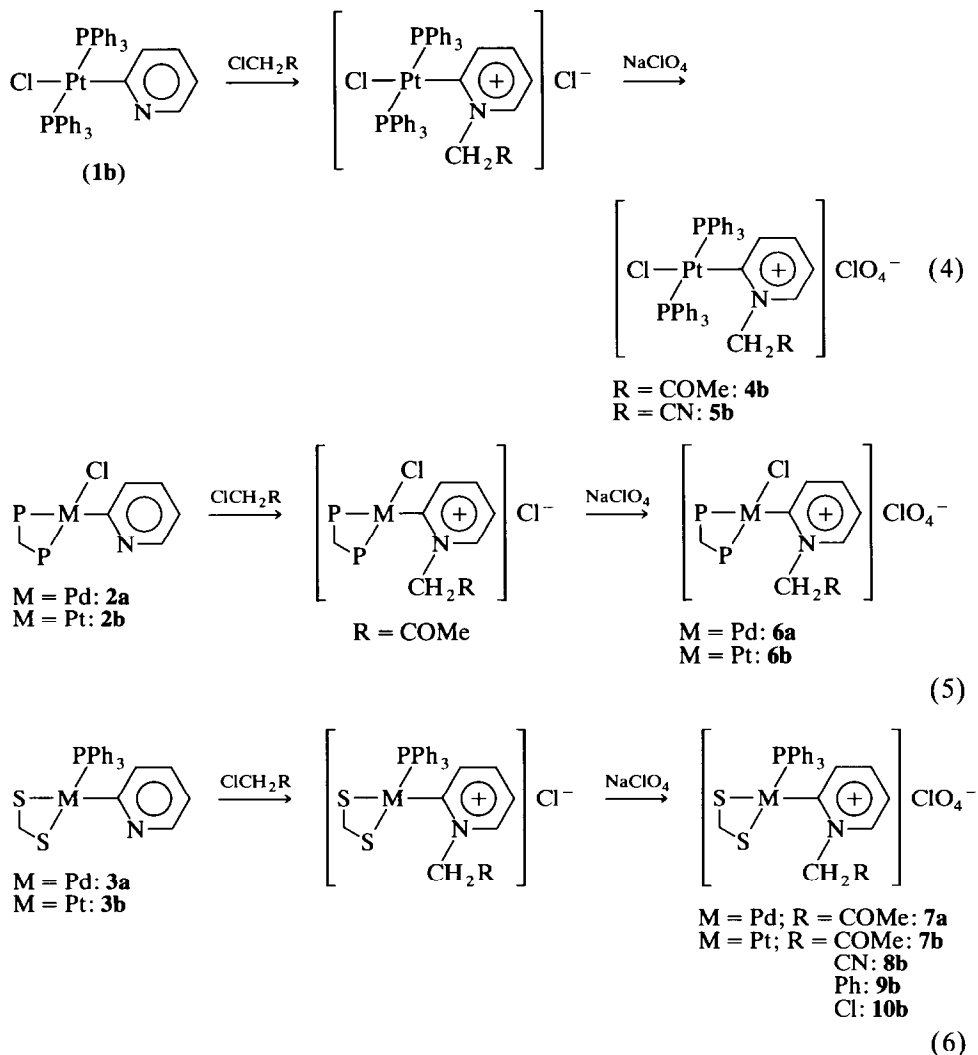 PPh₃ PPh₃
ClCH₂R NaClO₄
Cl—Pt Cl—Pt + Cl⁻
N N
PPh₃ PPh₃
CH₂R
(1b)
PPh₃
Cl—Pt + ClO₄⁻ (4)
N
PPh₃
CH₂R
R = COMe: 4b
R = CN: 5b
Cl Cl Cl
ClCH₂R NaClO₄
P M P M + Cl⁻ P M + ClO₄⁻
P N P N P N
CH₂R CH₂R
M = Pd: 2a
M = Pt: 2b
R = COMe
M = Pd: 6a
M = Pt: 6b
(5)
PPh₃ PPh₃ PPh₃
ClCH₂R NaClO₄
S M S M + Cl⁻ S M + ClO₄⁻
S N S N S N
CH₂R CH₂R
M = Pd: 3a
M = Pt: 3b
M = Pd; R = COMe: 7a
M = Pt; R = COMe: 7b
CN: 8b
Ph: 9b
Cl: 10b
(6)